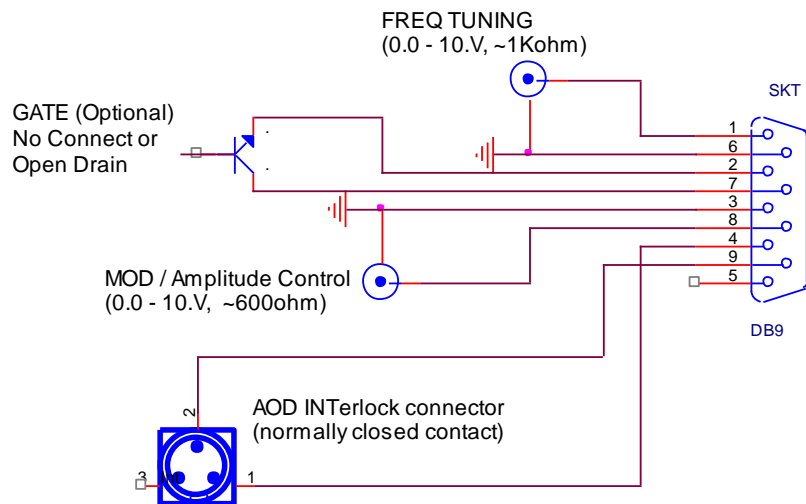 FREQ TUNING
(0.0 - 10.V, ~1Kohm)
SKT
GATE (Optional)
No Connect or
Open Drain
1
6
2
7
3
8
4
9
5
MOD / Amplitude Control
(0.0 - 10.V, ~600ohm)
DB9
2
AOD INTerlock connector
(normally closed contact)
3
1